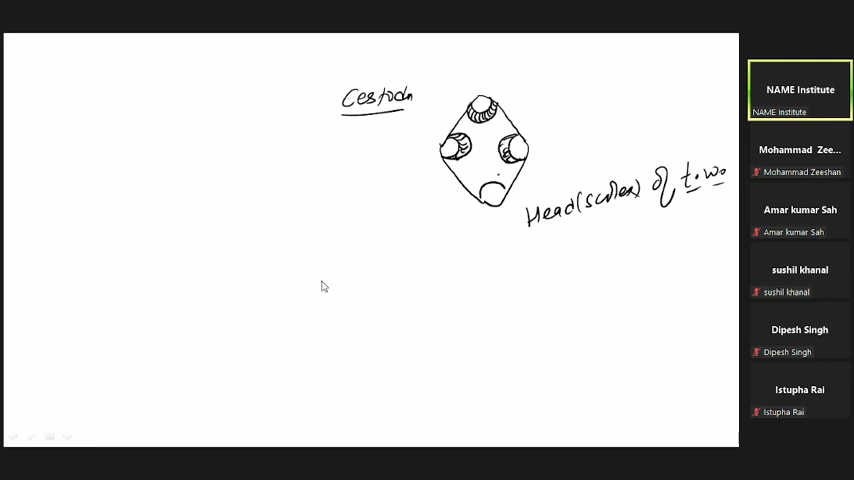 Cestoda
Head(scolex) of t.w.
NAME Institute
NAME Institute
Mohammad Zee...
Mohammad Zeeshan
Amar kumar Sah
Amar kumar Sah
sushil khanal
sushil khanal
Dipesh Singh
Dipesh Singh
Istupha Rai
Istupha Rai